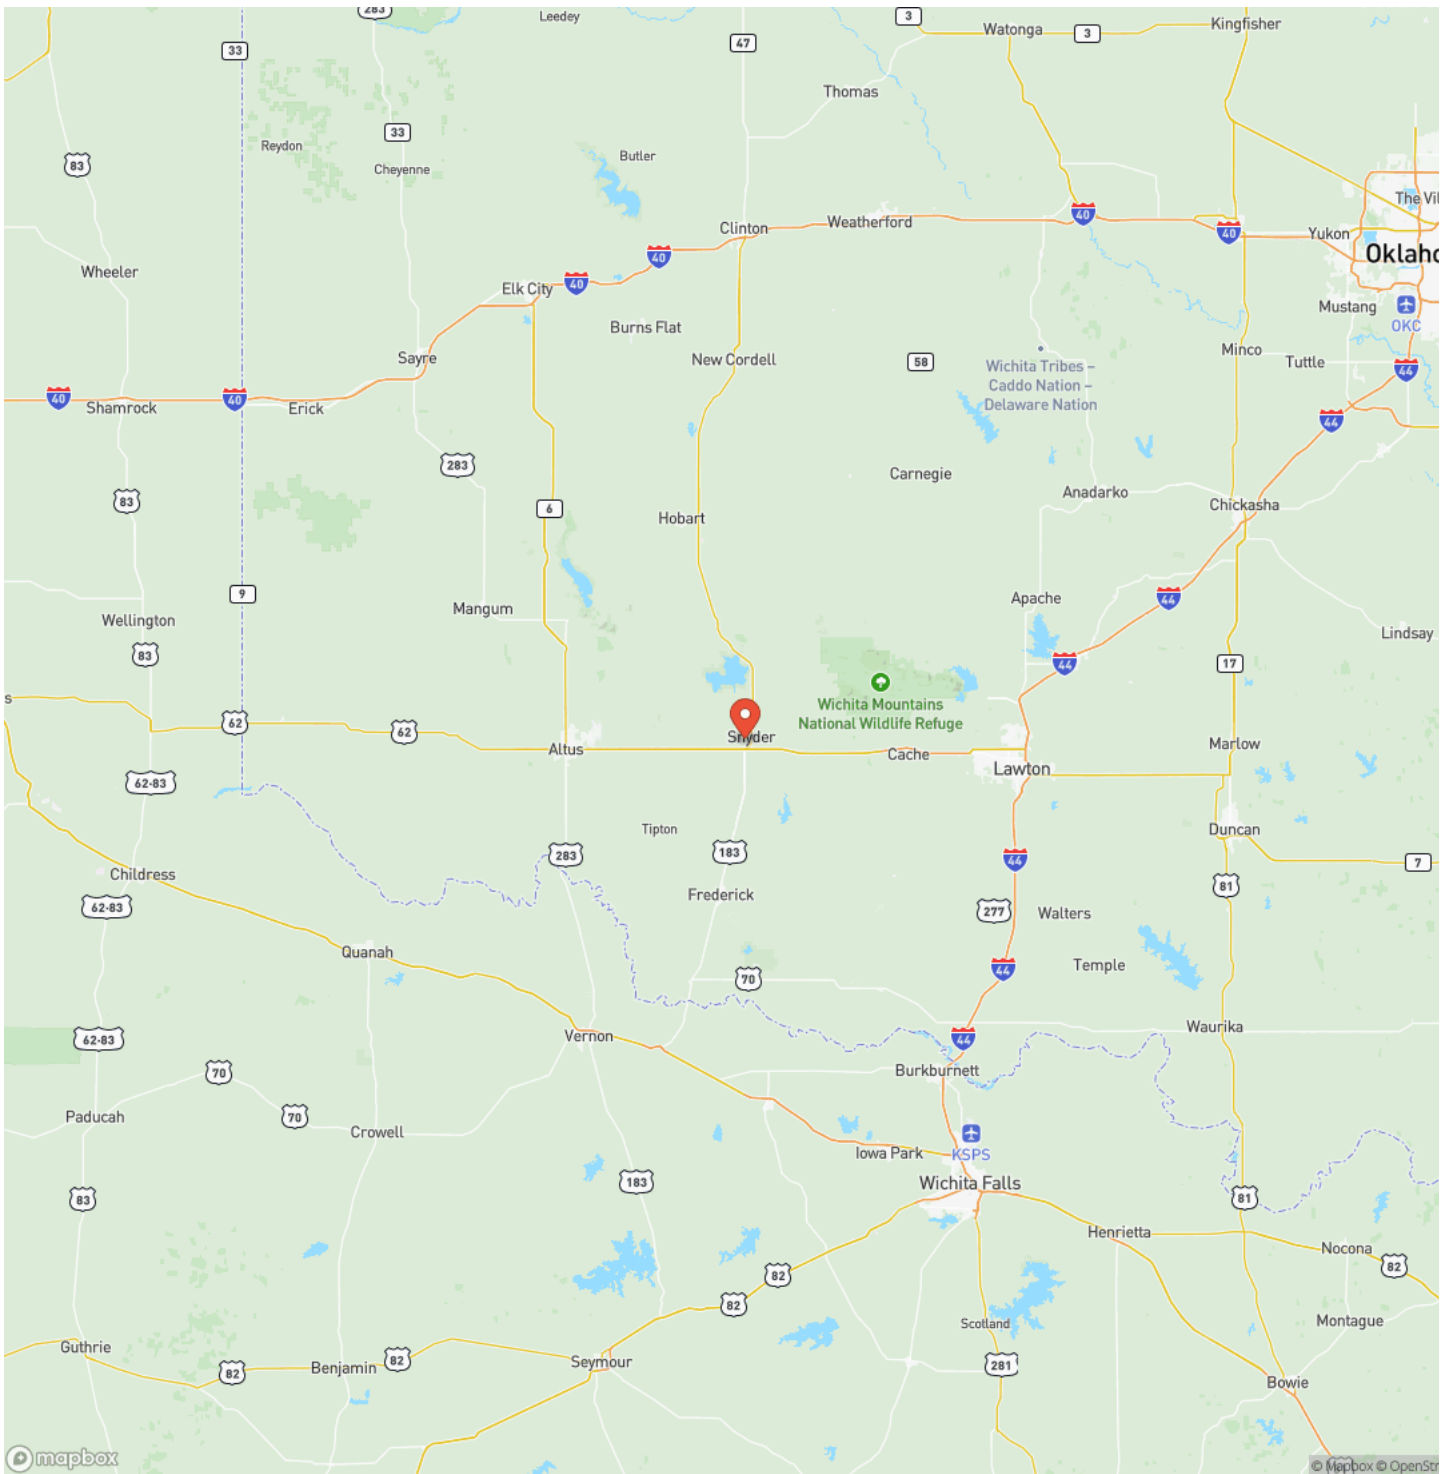 283
Leedey
3
Kingfisher
Watonga
3
47
33
Thomas
33
Reydon
Cheyenne
Butler
83
The Vil
40
Weatherford
Clinton
40
Yukon
Oklaho
40
Wheeler
40
Elk City
Mustang
OKC
Burns Flat
Sayre
New Cordell
58
Minco
Tuttle
Wichita Tribes –
Caddo Nation –
Delaware Nation
44
40
40
Shamrock
Erick
44
283
Carnegie
Anadarko
83
Chickasha
6
Hobart
9
Mangum
Apache
44
Wellington
Lindsay
83
44
17
Wichita Mountains
National Wildlife Refuge
s
62
62
Snyder
Altus
Cache
Marlow
Lawton
62-83
Tipton
Duncan
183
283
44
7
Childress
81
Frederick
62-83
277
Walters
Quanah
44
Temple
70
Waurika
Vernon
44
62-83
Burkburnett
70
Paducah
70
Crowell
KSPS
Iowa Park
Wichita Falls
183
83
81
Henrietta
Nocona
82
82
82
Scotland
Montague
Guthrie
Seymour
82
Benjamin
82
281
Bowie
mapbox
© Mapbox © OpenStr